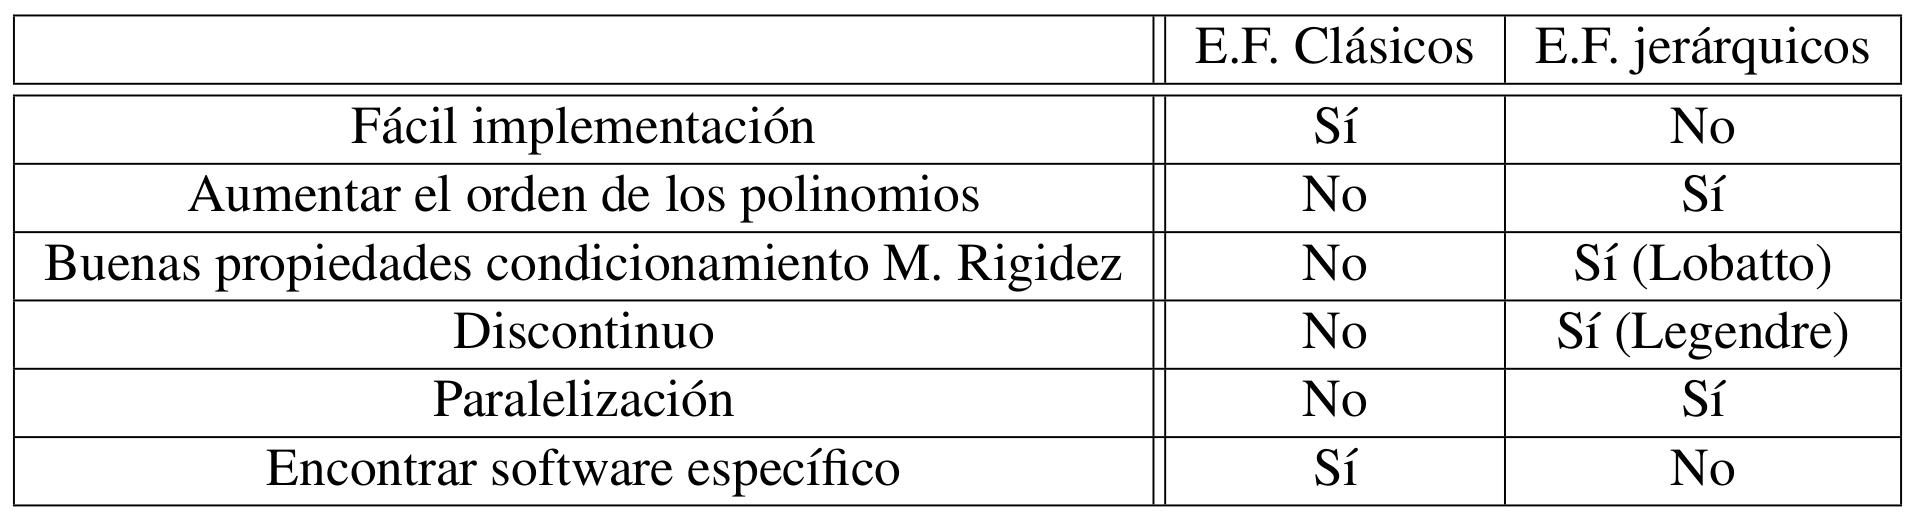 E.F. Clásicos E.F. jerárquicos
Fácil implementación Sí No
Aumentar el orden de los polinomios No Sí
Buenas propiedades condicionamiento M. Rigidez No Sí (Lobatto)
Discontinuo No Sí (Legendre)
Paralelización No Sí
Encontrar software específico Sí No